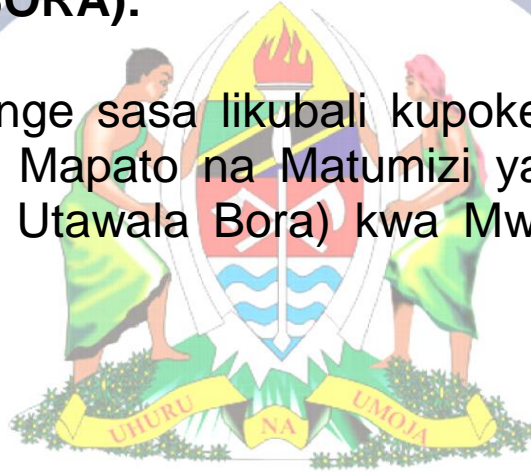 BORA).
nge sasa likubali kupoke
Mapato na Matumizi ya
Utawala Bora) kwa Mw
UHURU NA UMOJA